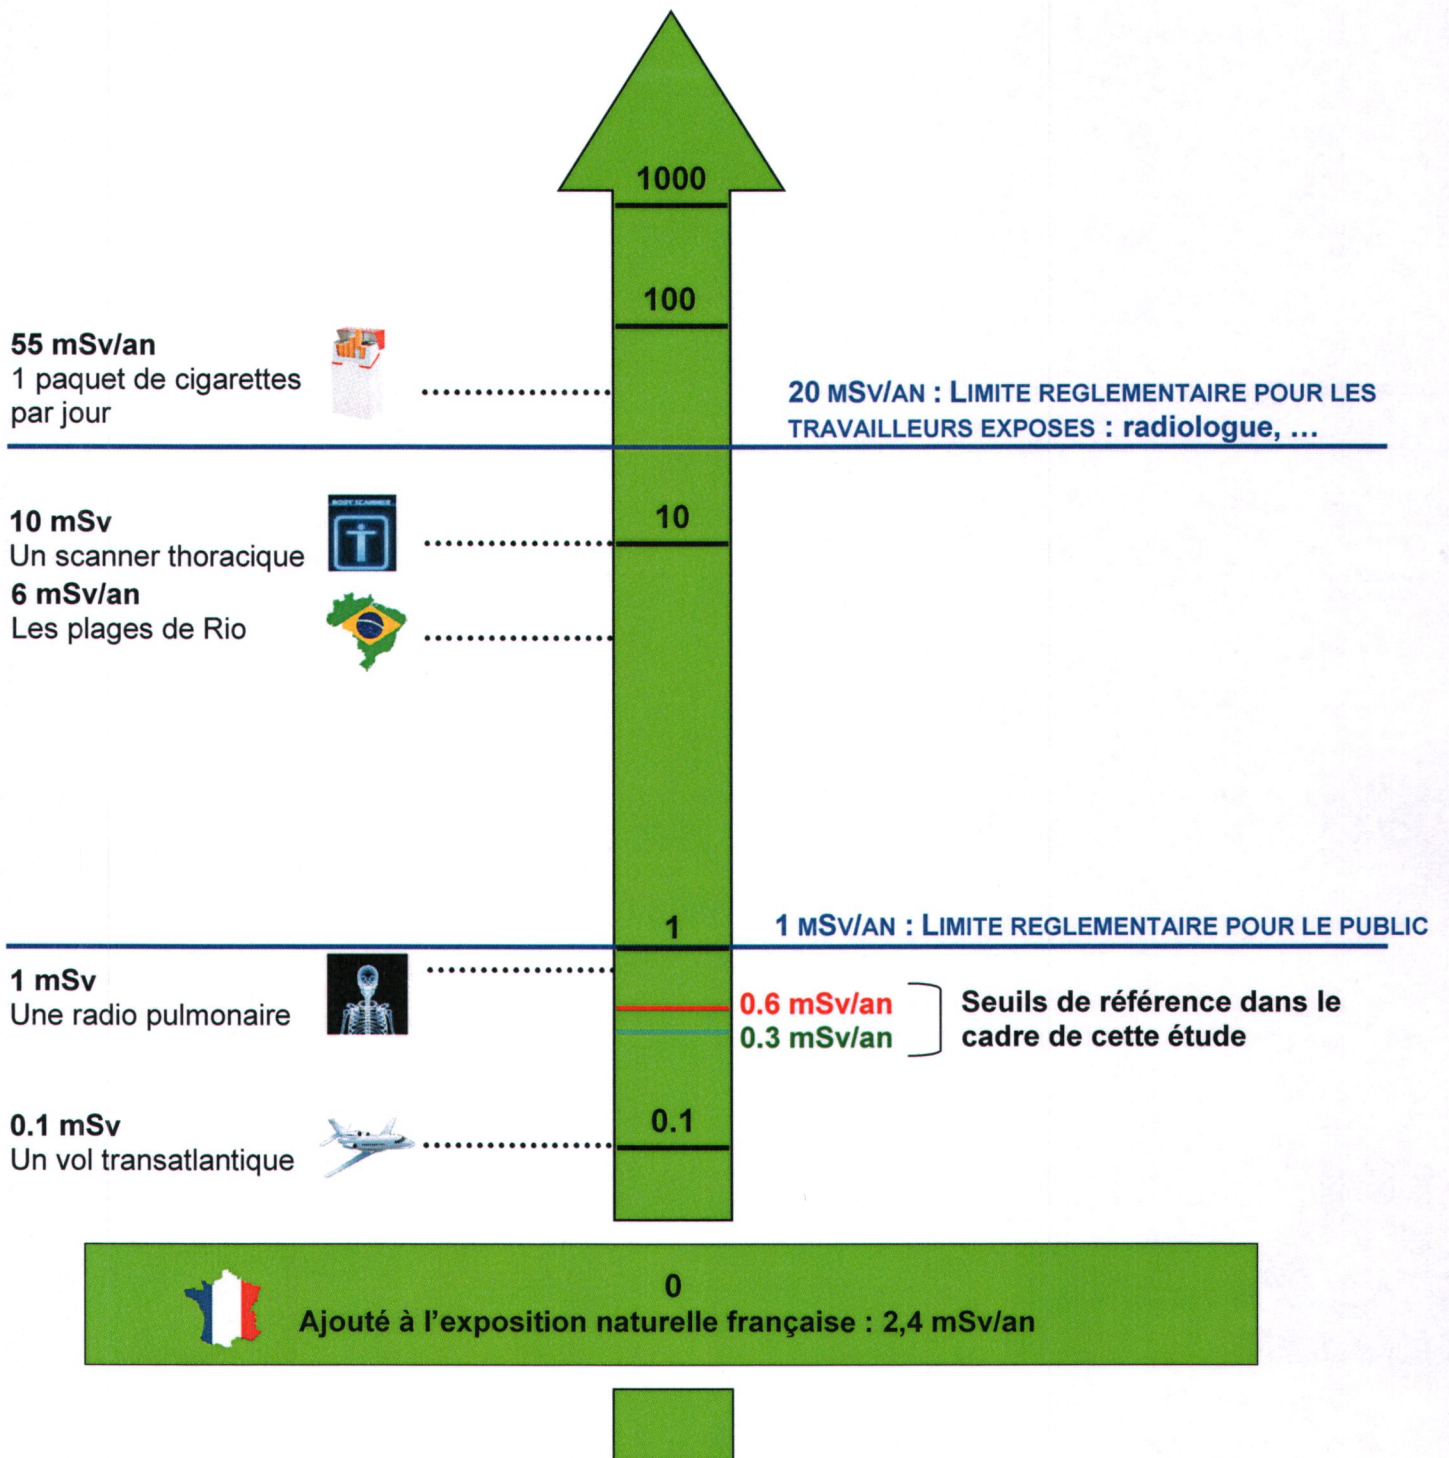 1000
100
55 mSv/an
1 paquet de cigarettes
par jour
20 MSV/AN : LIMITE REGLEMENTAIRE POUR LES
TRAVAILLEURS EXPOSES : radiologue, ...
BODY SCANNER
10 mSv
Un scanner thoracique
10
6 mSv/an
Les plages de Rio
1
1 MSV/AN : LIMITE REGLEMENTAIRE POUR LE PUBLIC
1 mSv
Une radio pulmonaire
0.6 mSv/an
0.3 mSv/an
Seuils de référence dans le
cadre de cette étude
0.1 mSv
Un vol transatlantique
0.1
0
Ajouté à l'exposition naturelle française : 2,4 mSv/an